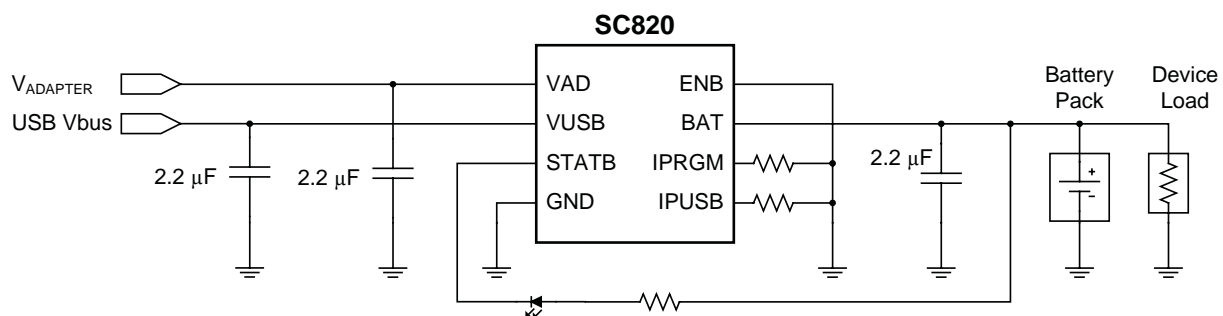 SC820
V_ADAPTER
USB Vbus
2.2 μF
2.2 μF
VAD
VUSB
STATB
GND
ENB
BAT
IPRGM
IPUSB
2.2 μF
Battery
Pack
+
-
Device
Load